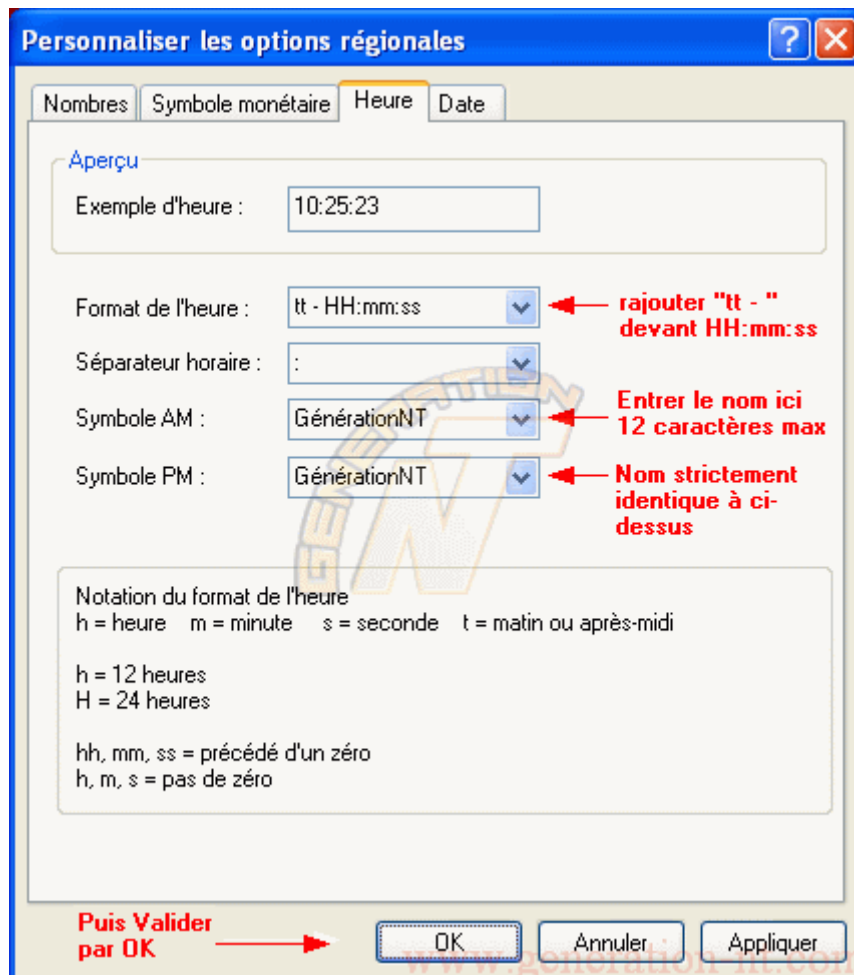 Personnaliser les options régionales
Nombres Symbole monétaire Heure Date
Aperçu
Exemple d'heure : 10:25:23
Format de l'heure : tt - HH:mm:ss
rajouter "tt - "
devant HH:mm:ss
Séparateur horaire : :
Symbole AM : GénérationNT
Entrer le nom ici
12 caractères max
Symbole PM : GénérationNT
Nom strictement
identique à ci-
dessus
GENERATION
NT
Notation du format de l'heure
h = heure m = minute s = seconde t = matin ou après-midi
h = 12 heures
H = 24 heures
hh, mm, ss = précédé d'un zéro
h, m, s = pas de zéro
Puis Valider
par OK
OK Annuler Appliquer
www.generation-nt.com